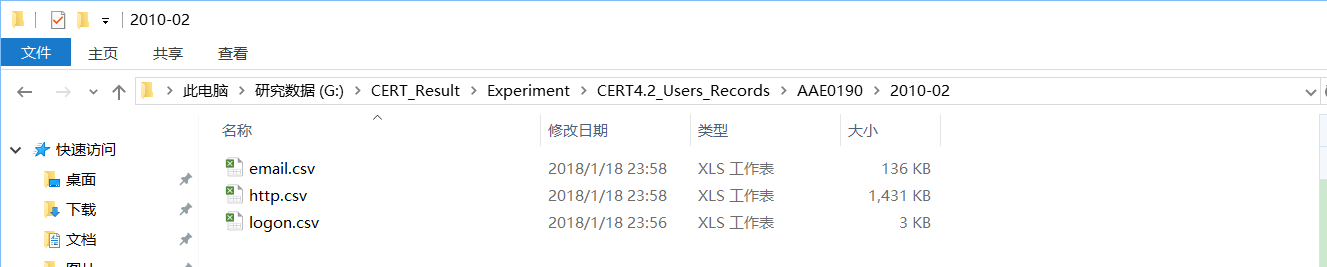 2010-02
文件 主页 共享 查看
此电脑 研究数据 (G:) CERT_Result Experiment CERT4.2_Users_Records AAE0190 2010-02
名称 修改日期 类型 大小
快速访问
email.csv 2018/1/18 23:58 XLS 工作表 136 KB
桌面
http.csv 2018/1/18 23:58 XLS 工作表 1,431 KB
下载
logon.csv 2018/1/18 23:56 XLS 工作表 3 KB
文档